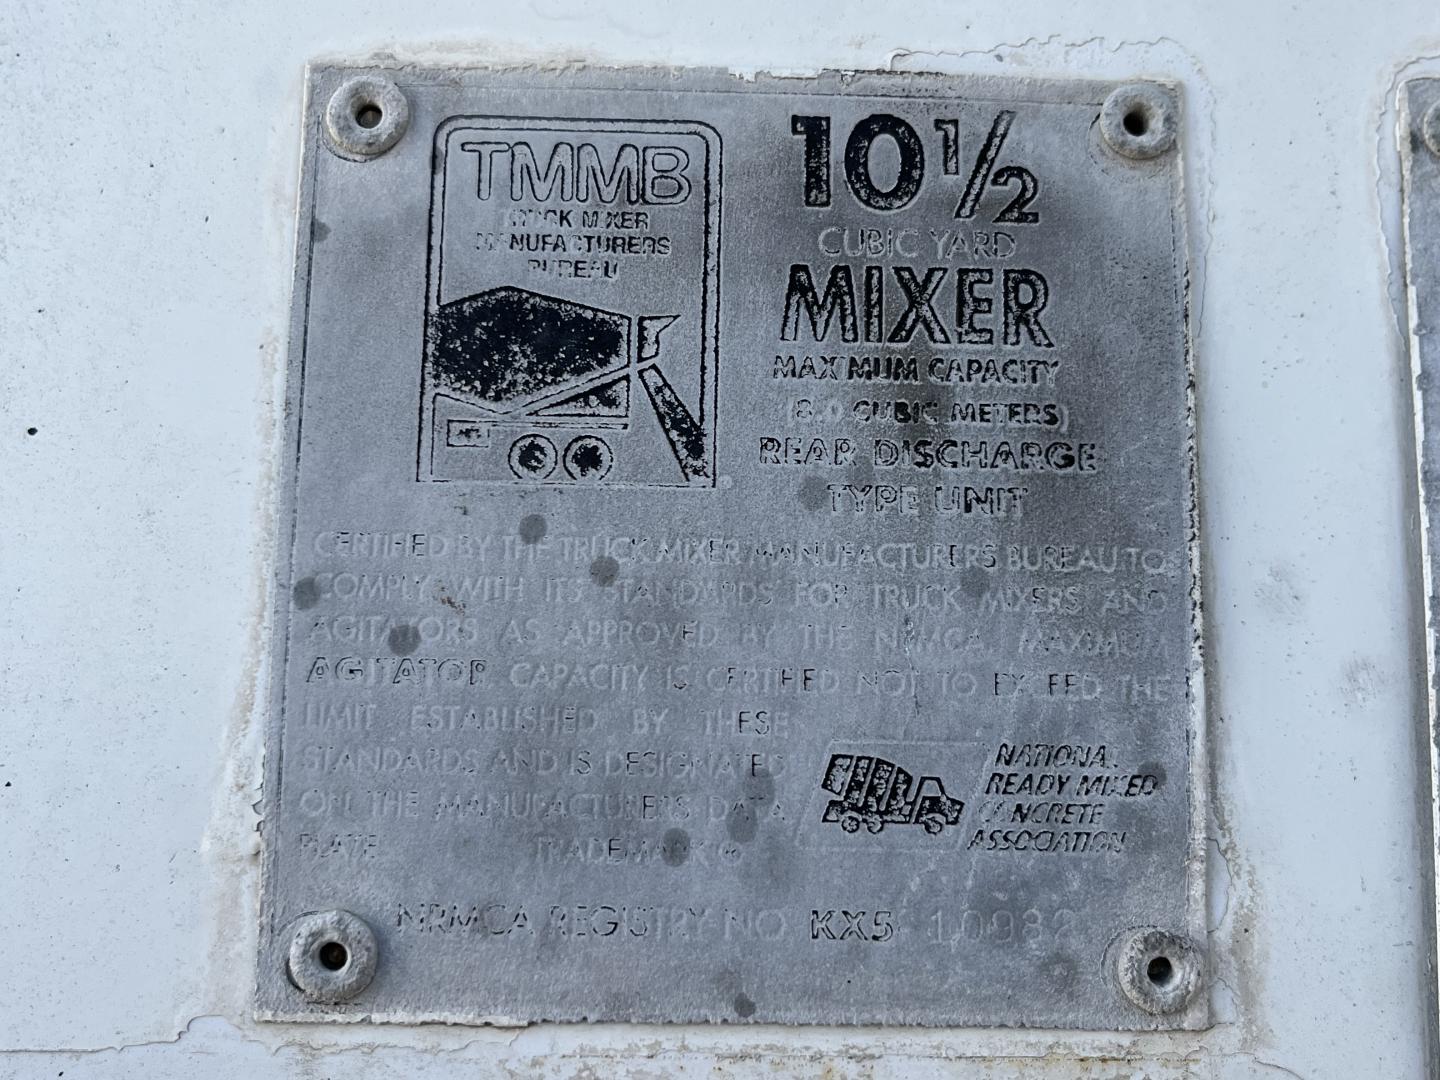 TMMB
TRUCK MIXER
MANUFACTURERS
BUREAU
10 1/2
CUBIC YARD
MIXER
MAXIMUM CAPACITY
(8.0 CUBIC METERS)
REAR DISCHARGE
TYPE UNIT
CERTIFIED BY THE TRUCK MIXER MANUFACTURERS BUREAU TO
COMPLY WITH ITS STANDARDS FOR TRUCK MIXERS AND
AGITATORS AS APPROVED BY THE NRMCA. MAXIMUM
AGITATOR CAPACITY IS CERTIFIED NOT TO EXCEED THE
LIMIT ESTABLISHED BY THESE
STANDARDS AND IS DESIGNATED
ON THE MANUFACTURERS DATA
PLATE. TRADEMARK ®
NATIONAL
READY MIXED
CONCRETE
ASSOCIATION
NRMCA REGISTRY NO. KX5 10982